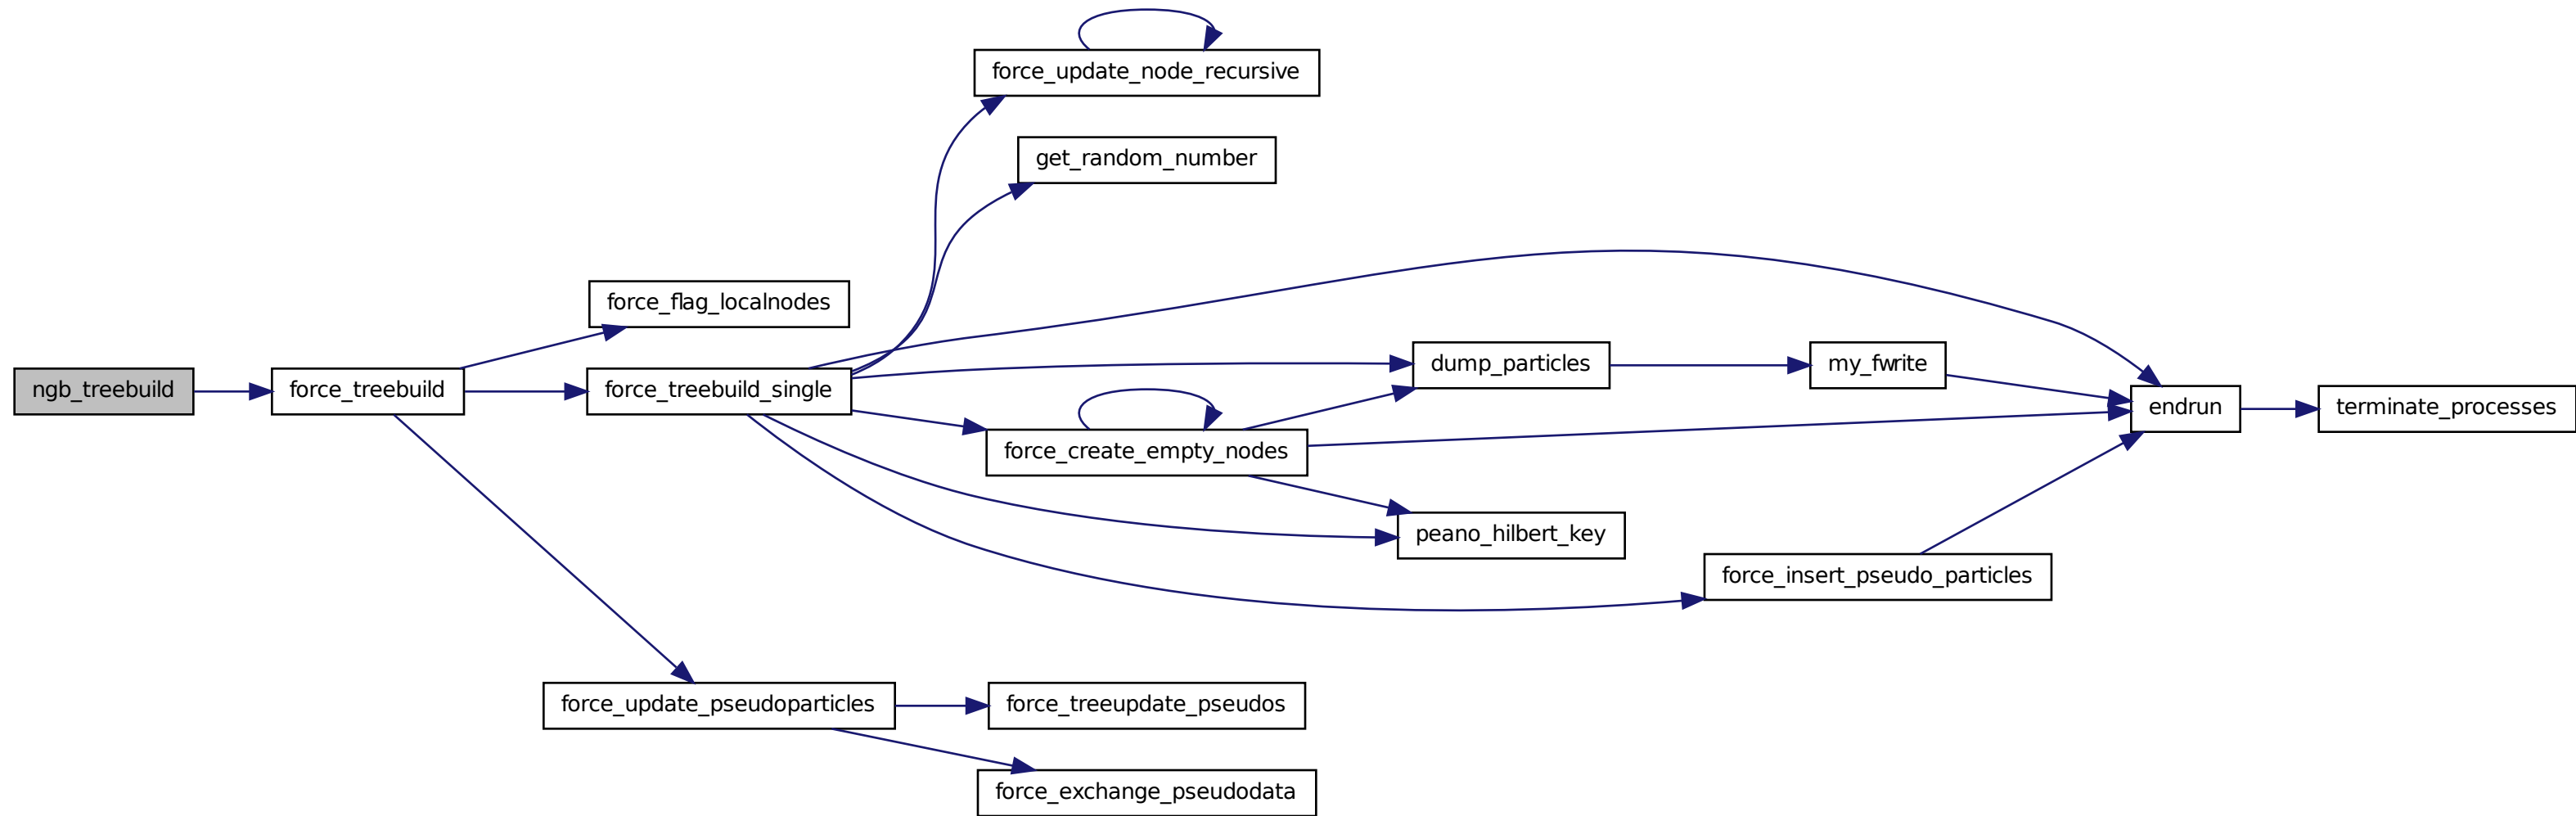 force_update_node_recursive
get_random_number
force_flag_localnodes
ngb_treebuild
force_treebuild
force_treebuild_single
dump_particles
my_fwrite
endrun
terminate_processes
force_create_empty_nodes
peano_hilbert_key
force_insert_pseudo_particles
force_update_pseudoparticles
force_treeupdate_pseudos
force_exchange_pseudodata